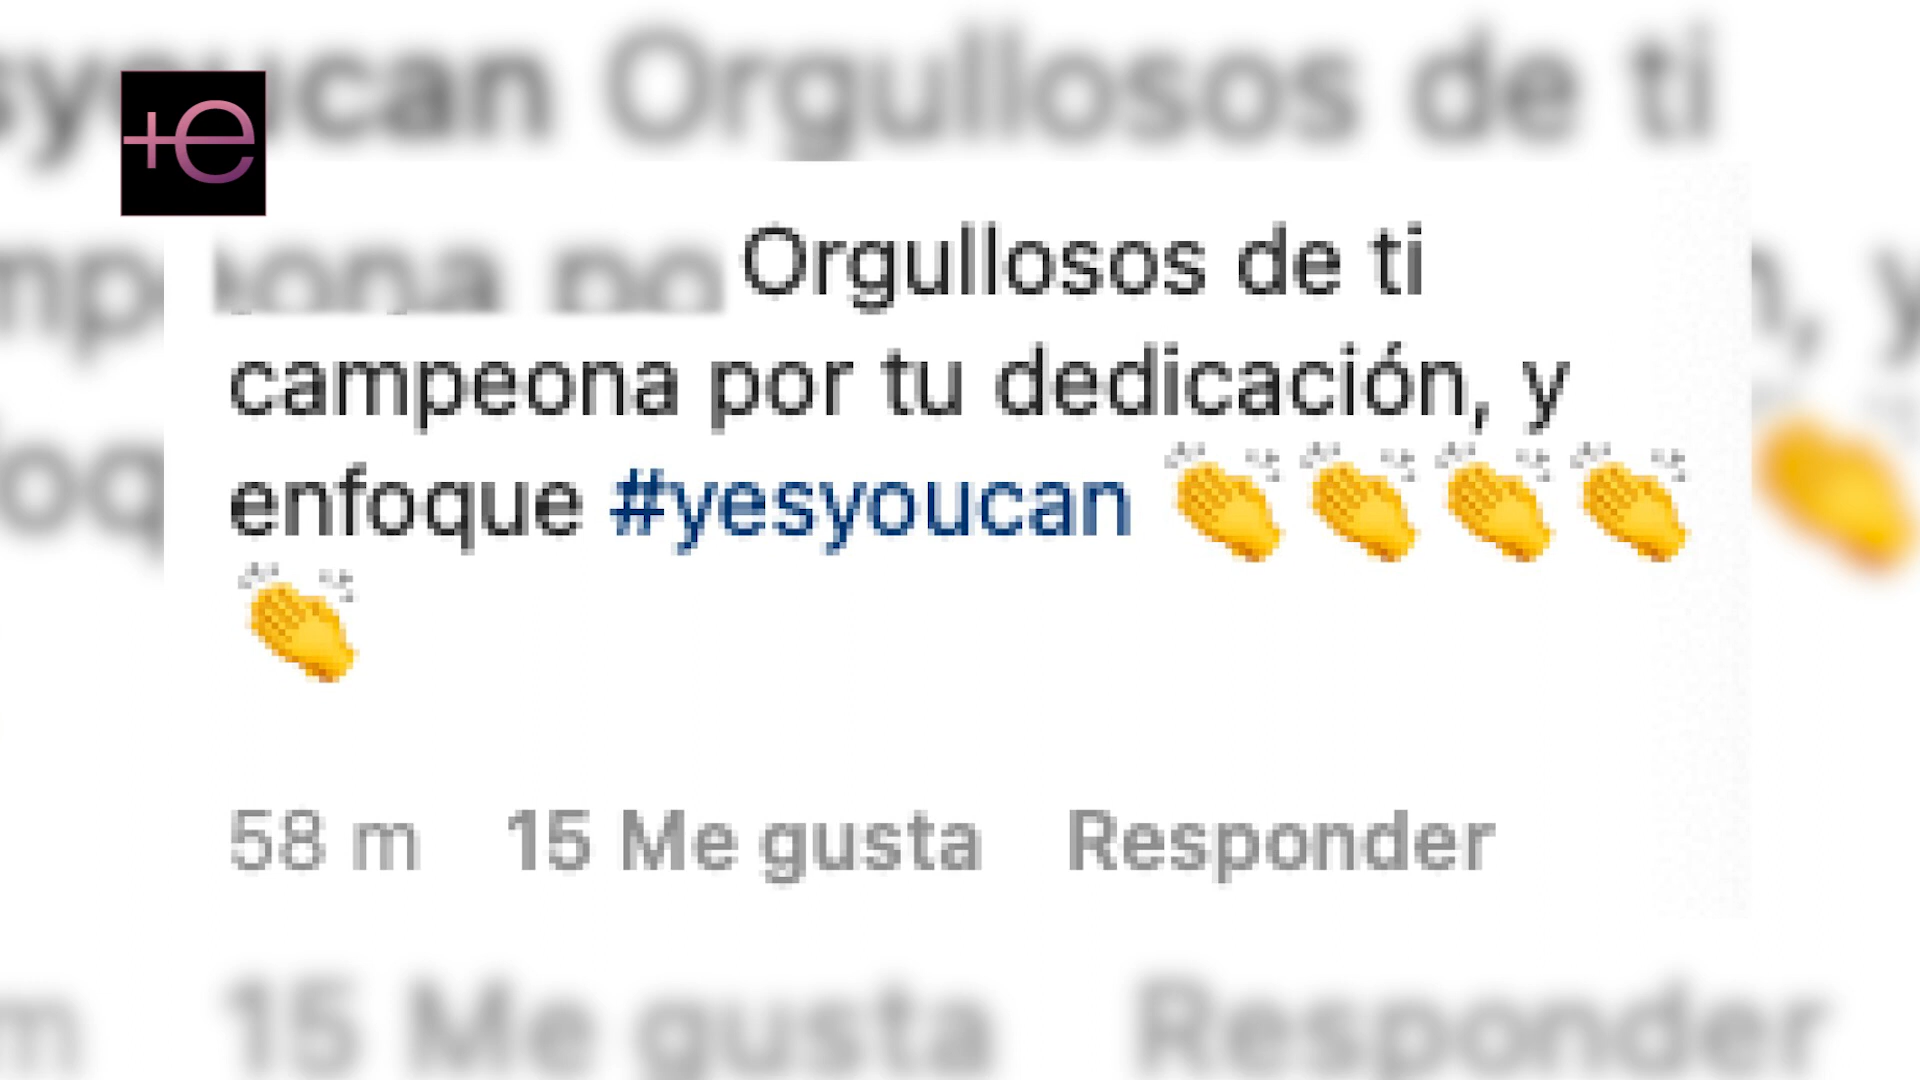 +e
Orgullosos de ti
campeona por tu dedicación, y
enfoque #yesyoucan 👏👏👏👏
👏
58 m 15 Me gusta Responder